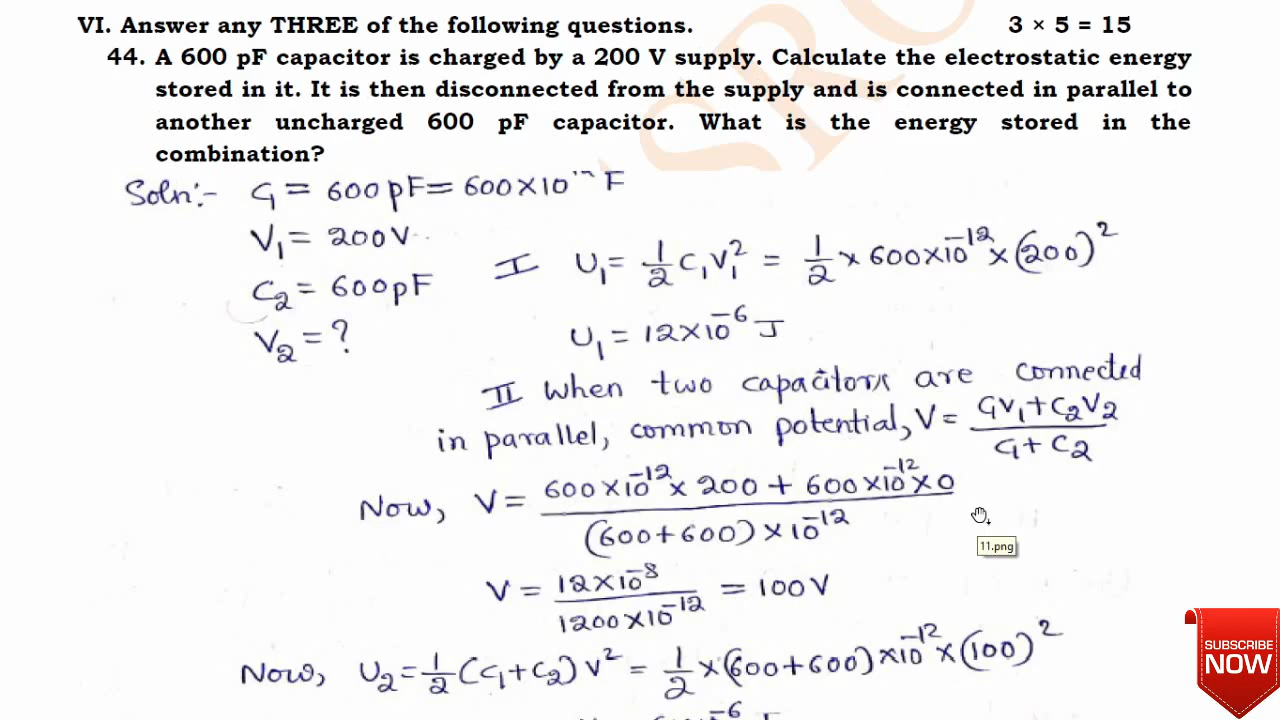 VI. Answer any THREE of the following questions. 3 × 5 = 15
44. A 600 pF capacitor is charged by a 200 V supply. Calculate the electrostatic energy
stored in it. It is then disconnected from the supply and is connected in parallel to
another uncharged 600 pF capacitor. What is the energy stored in the
combination?
Soln:- C₁ = 600 pF = 600×10 F
V₁ = 200V
C₂ = 600pF
V₂ = ?
I U₁ = 1/2 C₁V₁² = 1/2 × 600×10⁻¹² × (200)²
U₁ = 12×10⁻⁶ J
II When two capacitors are connected
in parallel, common potential, V = (C₁V₁ + C₂V₂)/(C₁ + C₂)
Now, V = (600×10⁻¹² × 200 + 600×10⁻¹² × 0)/((600+600) × 10⁻¹²)
11.png
V = (12×10⁻⁸)/(1200×10⁻¹²) = 100V
Now, U₂ = 1/2 (C₁+C₂) V² = 1/2 × (600+600) × 10⁻¹² × (100)²
SUBSCRIBE
NOW